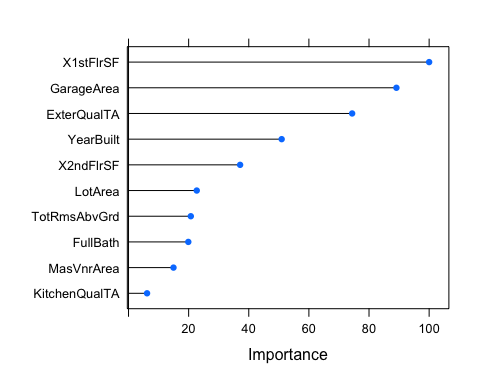 X1stFlrSF
GarageArea
ExterQualTA
YearBuilt
X2ndFlrSF
LotArea
TotRmsAbvGrd
FullBath
MasVnrArea
KitchenQualTA
20 40 60 80 100
Importance